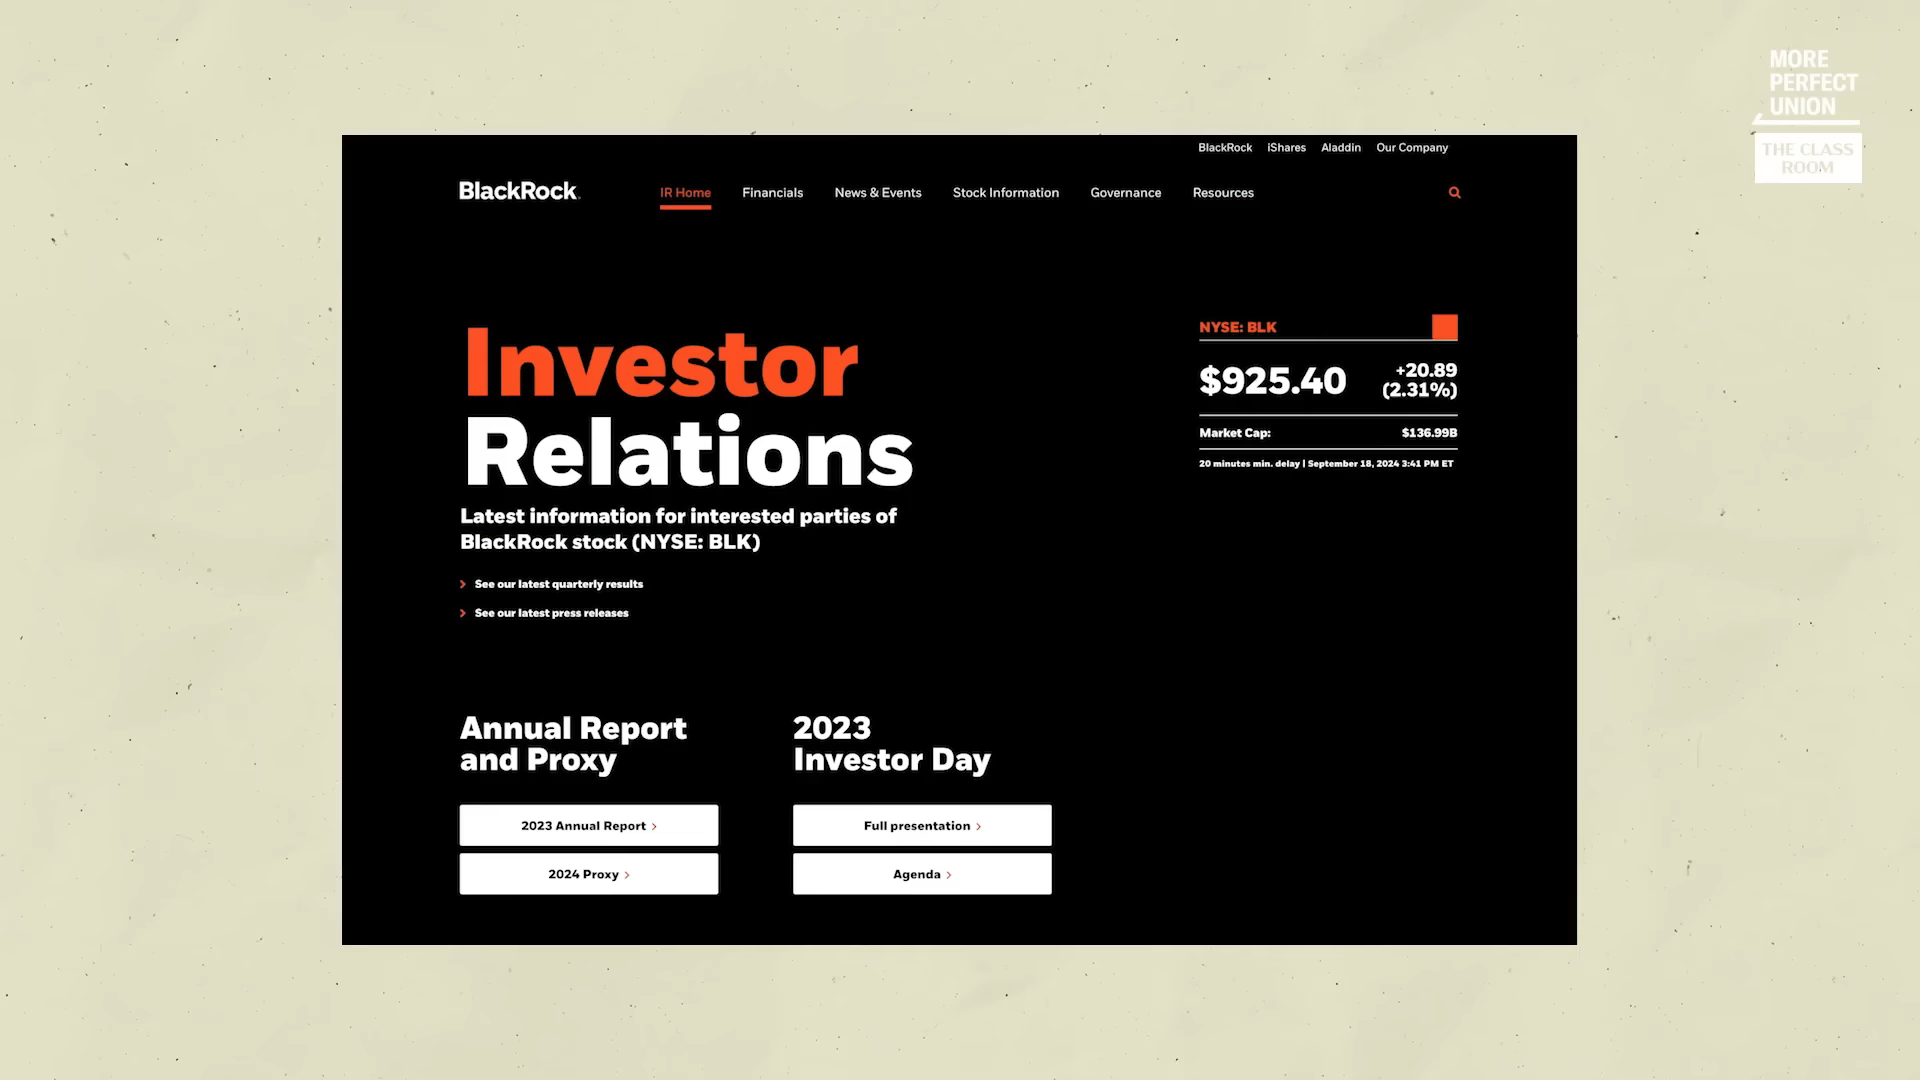 MORE
PERFECT
UNION
THE CLASS
ROOM
BlackRock iShares Aladdin Our Company
BlackRock.
IR Home Financials News & Events Stock Information Governance Resources
Investor
Relations
Latest information for interested parties of
BlackRock stock (NYSE: BLK)
See our latest quarterly results
See our latest press releases
NYSE: BLK
$925.40
+20.89
(2.31%)
Market Cap: $136.99B
20 minutes min. delay | September 18, 2024 3:41 PM ET
Annual Report
and Proxy
2023 Annual Report
2024 Proxy
2023
Investor Day
Full presentation
Agenda